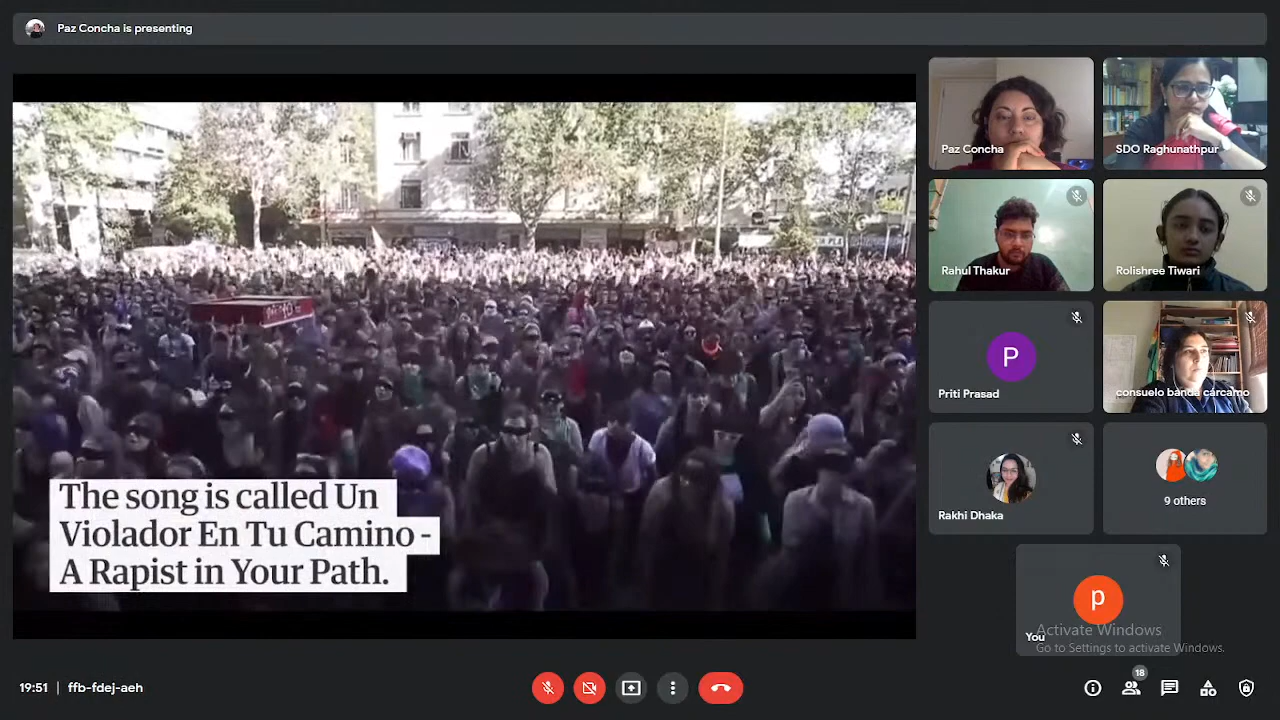 Paz Concha is presenting
The song is called Un
Violador En Tu Camino -
A Rapist in Your Path.
Paz Concha
SDO Raghunathpur
Rahul Thakur
Rolishree Tiwari
P
Priti Prasad
consuelo banda cárcamo
Rakhi Dhaka
9 others
p
You
Activate Windows
Go to Settings to activate Windows.
19:51 | ffb-fdej-aeh
18